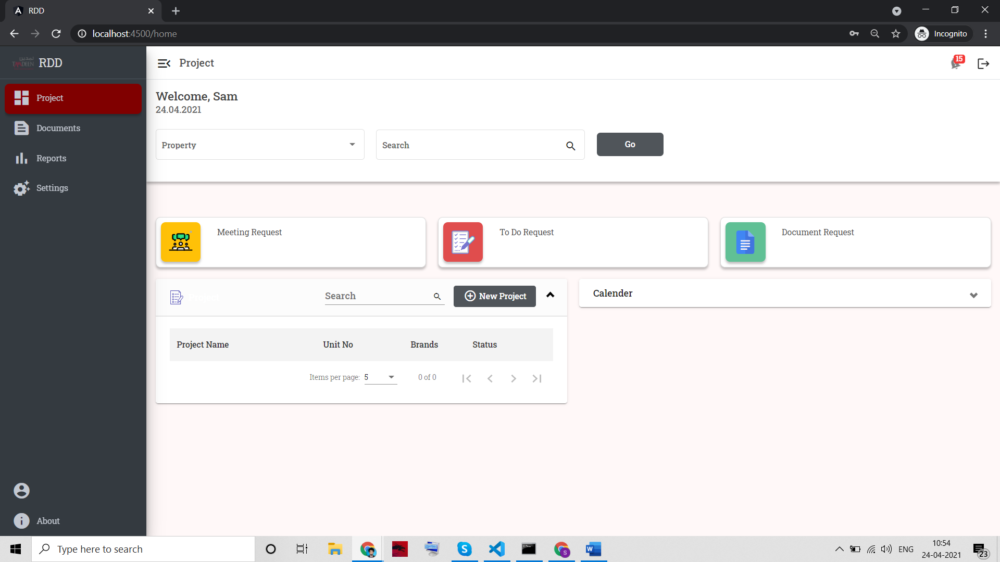 RDD
localhost:4500/home
Incognito
تمدين
TAMDEEN
RDD
Project
15
Project
Documents
Reports
Settings
About
Welcome, Sam
24.04.2021
Property
Search
Go
Meeting Request
To Do Request
Document Request
Project
Search
New Project
Calender
Project Name
Unit No
Brands
Status
Items per page:
5
0 of 0
Type here to search
ENG
10:54
24-04-2021
23